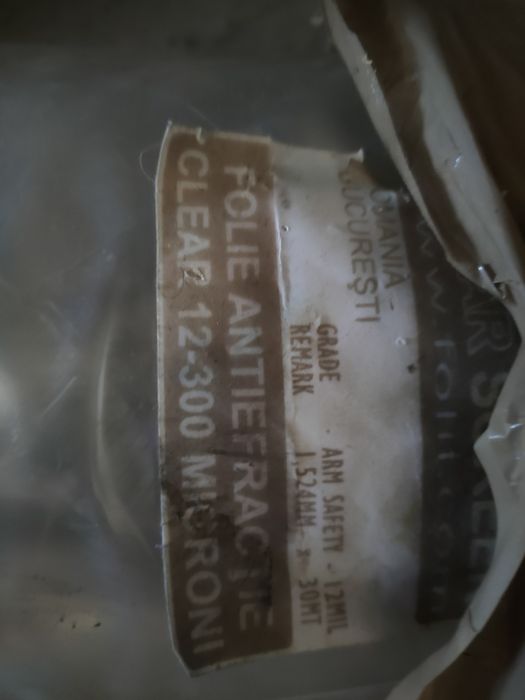 ROMANIA -
BUCUREȘTI
GRADE : ARM SAFETY - 12MIL
REMARK 1,524MM x 30MT
FOLIE ANTIEFRACȚIE
CLEAR 12-300 MICRONI